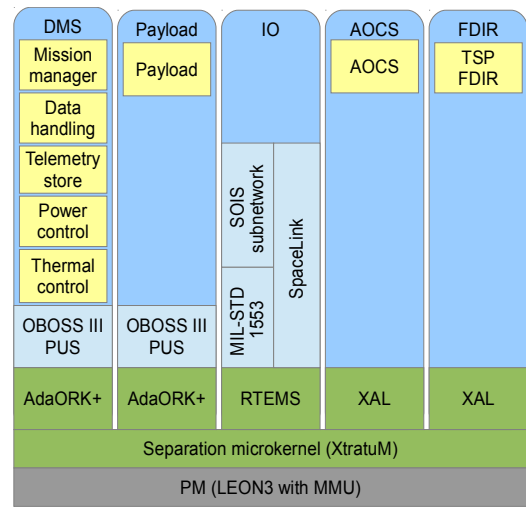 DMS
Mission
manager
Data
handling
Telemetry
store
Power
control
Thermal
control
OBOSS III
PUS
AdaORK+
Payload
Payload
OBOSS III
PUS
AdaORK+
IO
SOIS
subnetwork
MIL-STD
1553
SpaceLink
RTEMS
AOCS
AOCS
XAL
FDIR
TSP
FDIR
XAL
Separation microkernel (XtratuM)
PM (LEON3 with MMU)